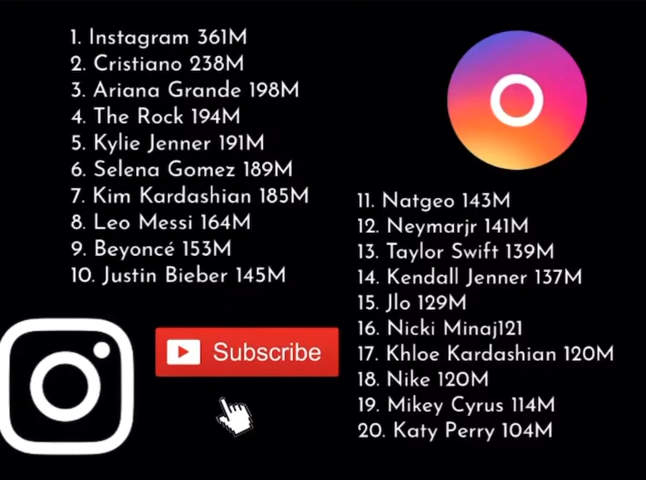 1. Instagram 361M
2. Cristiano 238M
3. Ariana Grande 198M
4. The Rock 194M
5. Kylie Jenner 191M
6. Selena Gomez 189M
7. Kim Kardashian 185M
8. Leo Messi 164M
9. Beyoncé 153M
10. Justin Bieber 145M
11. Natgeo 143M
12. Neymarjr 141M
13. Taylor Swift 139M
14. Kendall Jenner 137M
15. Jlo 129M
16. Nicki Minaj121
17. Khloe Kardashian 120M
18. Nike 120M
19. Mikey Cyrus 114M
20. Katy Perry 104M
Subscribe